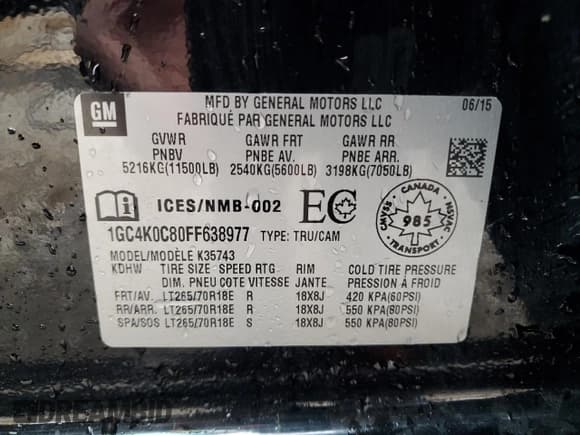 GM
MFD BY GENERAL MOTORS LLC 06/15
FABRIQUÉ PAR GENERAL MOTORS LLC
GVWR GAWR FRT GAWR RR
PNBV PNBE AV. PNBE ARR.
5216KG(11500LB) 2540KG(5600LB) 3198KG(7050LB)
i ICES/NMB-002 EC
CANADA
CMVSS 985 NSVAC
TRANSPORT
1GC4K0C80FF638977 TYPE: TRU/CAM
MODEL/MODÈLE K35743
KDHW TIRE SIZE SPEED RTG RIM COLD TIRE PRESSURE
DIM. PNEU COTE VITESSE JANTE PRESSION À FROID
FRT/AV. LT265/70R18E R 18X8J 420 KPA(60PSI)
RR/ARR. LT265/70R18E R 18X8J 550 KPA(80PSI)
SPA/SOS LT265/70R18E S 18X8J 550 KPA(80PSI)